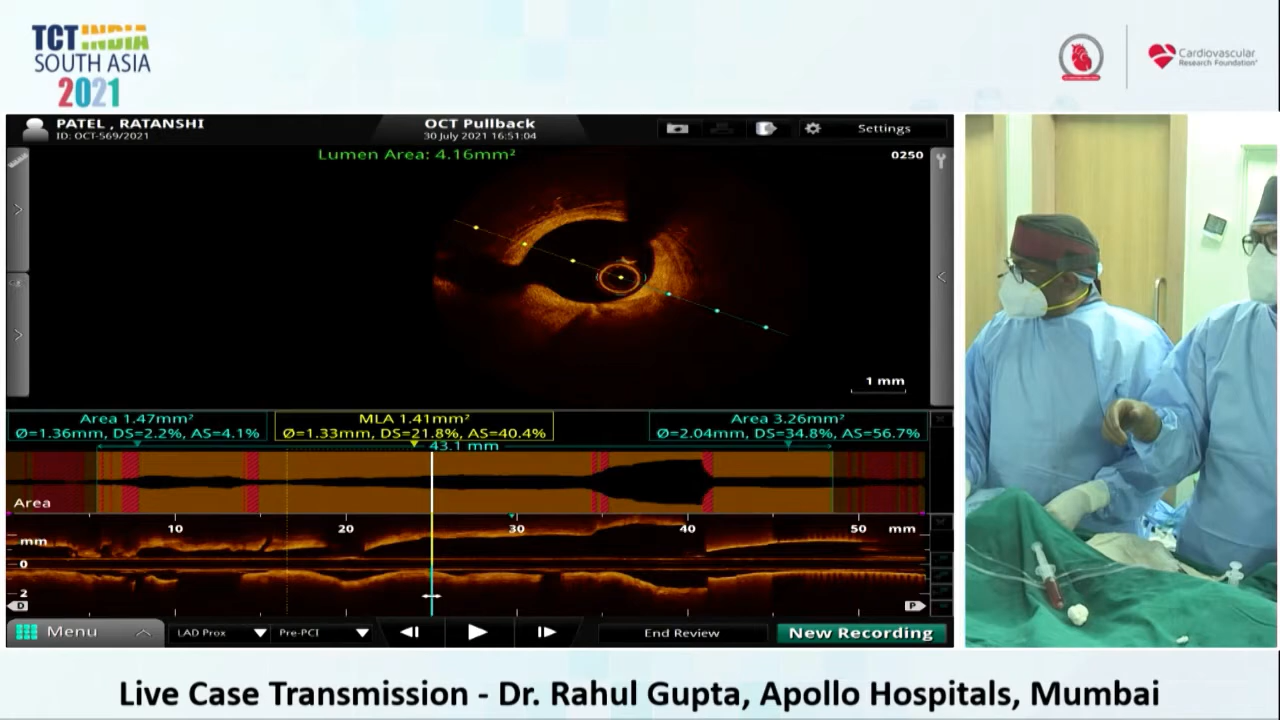 TCT INDIA
SOUTH ASIA
2021
Cardiovascular
Research Foundation
PATEL , RATANSHI
ID: OCT-569/2021
OCT Pullback
30 July 2021 16:51:04
Settings
Lumen Area: 4.16mm²
0250
1 mm
Area 1.47mm²
Ø=1.36mm, DS=2.2%, AS=4.1%
MLA 1.41mm²
Ø=1.33mm, DS=21.8%, AS=40.4%
Area 3.26mm²
Ø=2.04mm, DS=34.8%, AS=56.7%
43.1 mm
Area
10 20 30 40 50 mm
mm
0
2
D
P
Menu
LAD Prox
Pre-PCI
End Review
New Recording
Live Case Transmission - Dr. Rahul Gupta, Apollo Hospitals, Mumbai